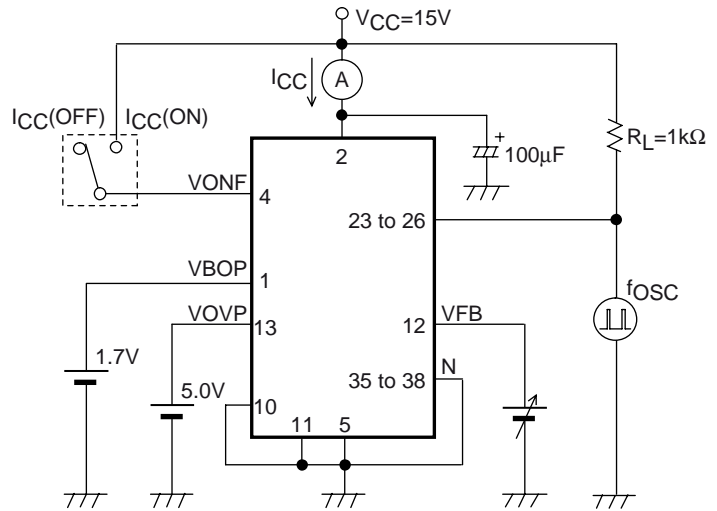 VCC=15V
ICC
A
ICC(OFF)
ICC(ON)
+
100μF
RL=1kΩ
2
VONF
4
23 to 26
VBOP
1
fOSC
VOVP
13
12
VFB
1.7V
5.0V
35 to 38
N
10
11
5